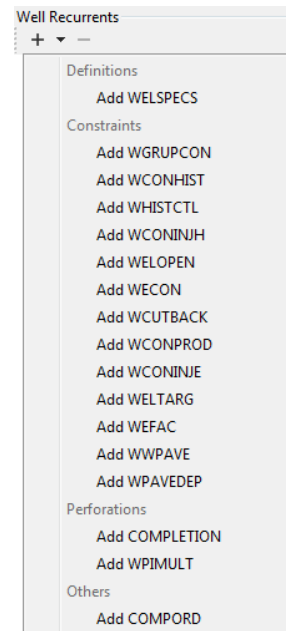 Well Recurrents
Definitions
Add WELSPECS
Constraints
Add WGRUPCON
Add WCONHIST
Add WHISTCTL
Add WCONINJH
Add WELOPEN
Add WECON
Add WCUTBACK
Add WCONPROD
Add WCONINJE
Add WELTARG
Add WEFAC
Add WWPAVE
Add WPAVEDEP
Perforations
Add COMPLETION
Add WPIMULT
Others
Add COMPORD